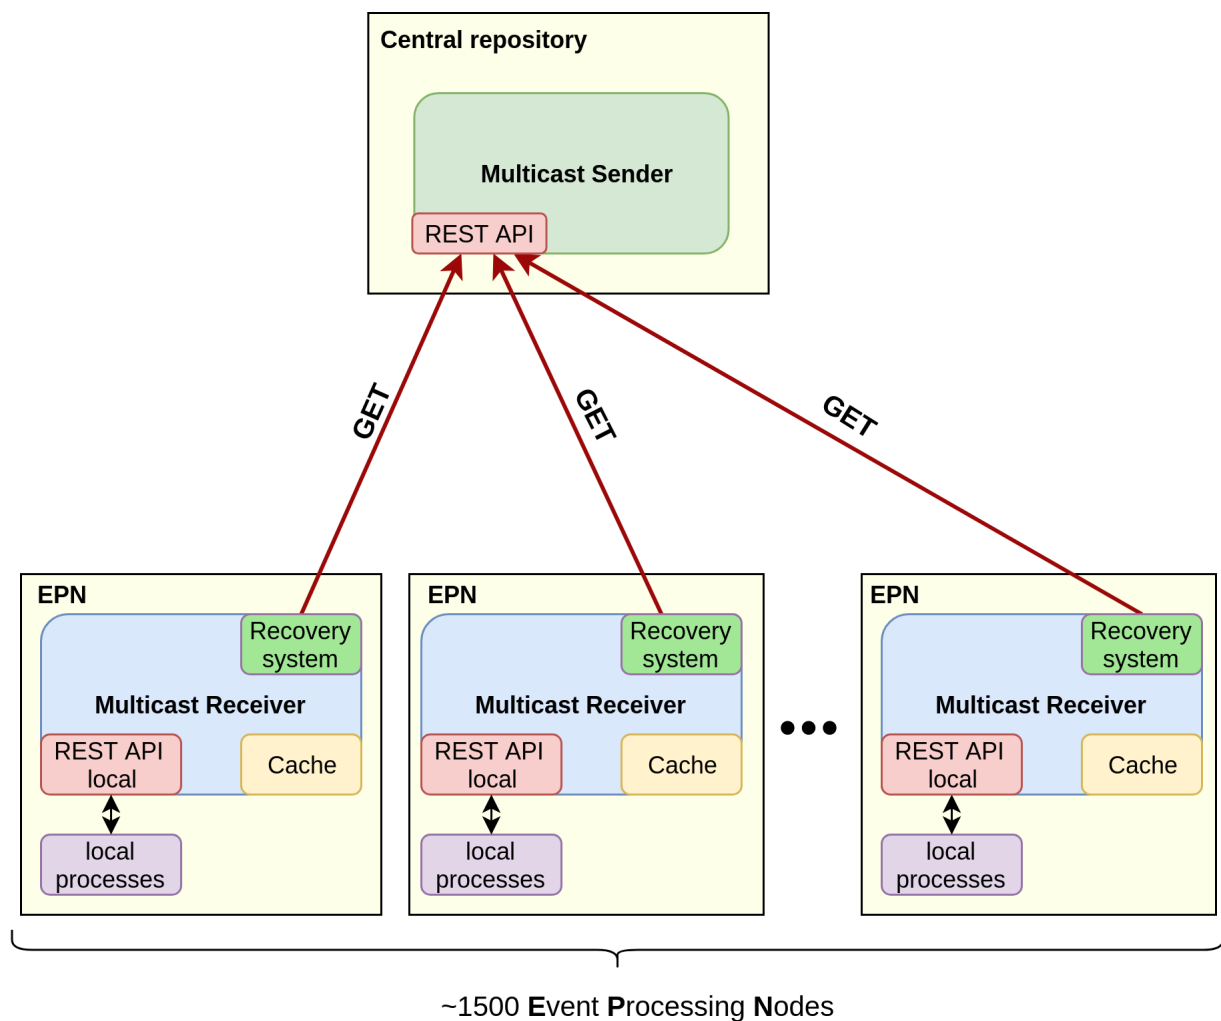 Central repository
Multicast Sender
REST API
GET
GET
GET
EPN
Recovery
system
Multicast Receiver
REST API
local
Cache
local
processes
EPN
Recovery
system
Multicast Receiver
REST API
local
Cache
local
processes
EPN
Recovery
system
Multicast Receiver
REST API
local
Cache
local
processes
~1500 Event Processing Nodes